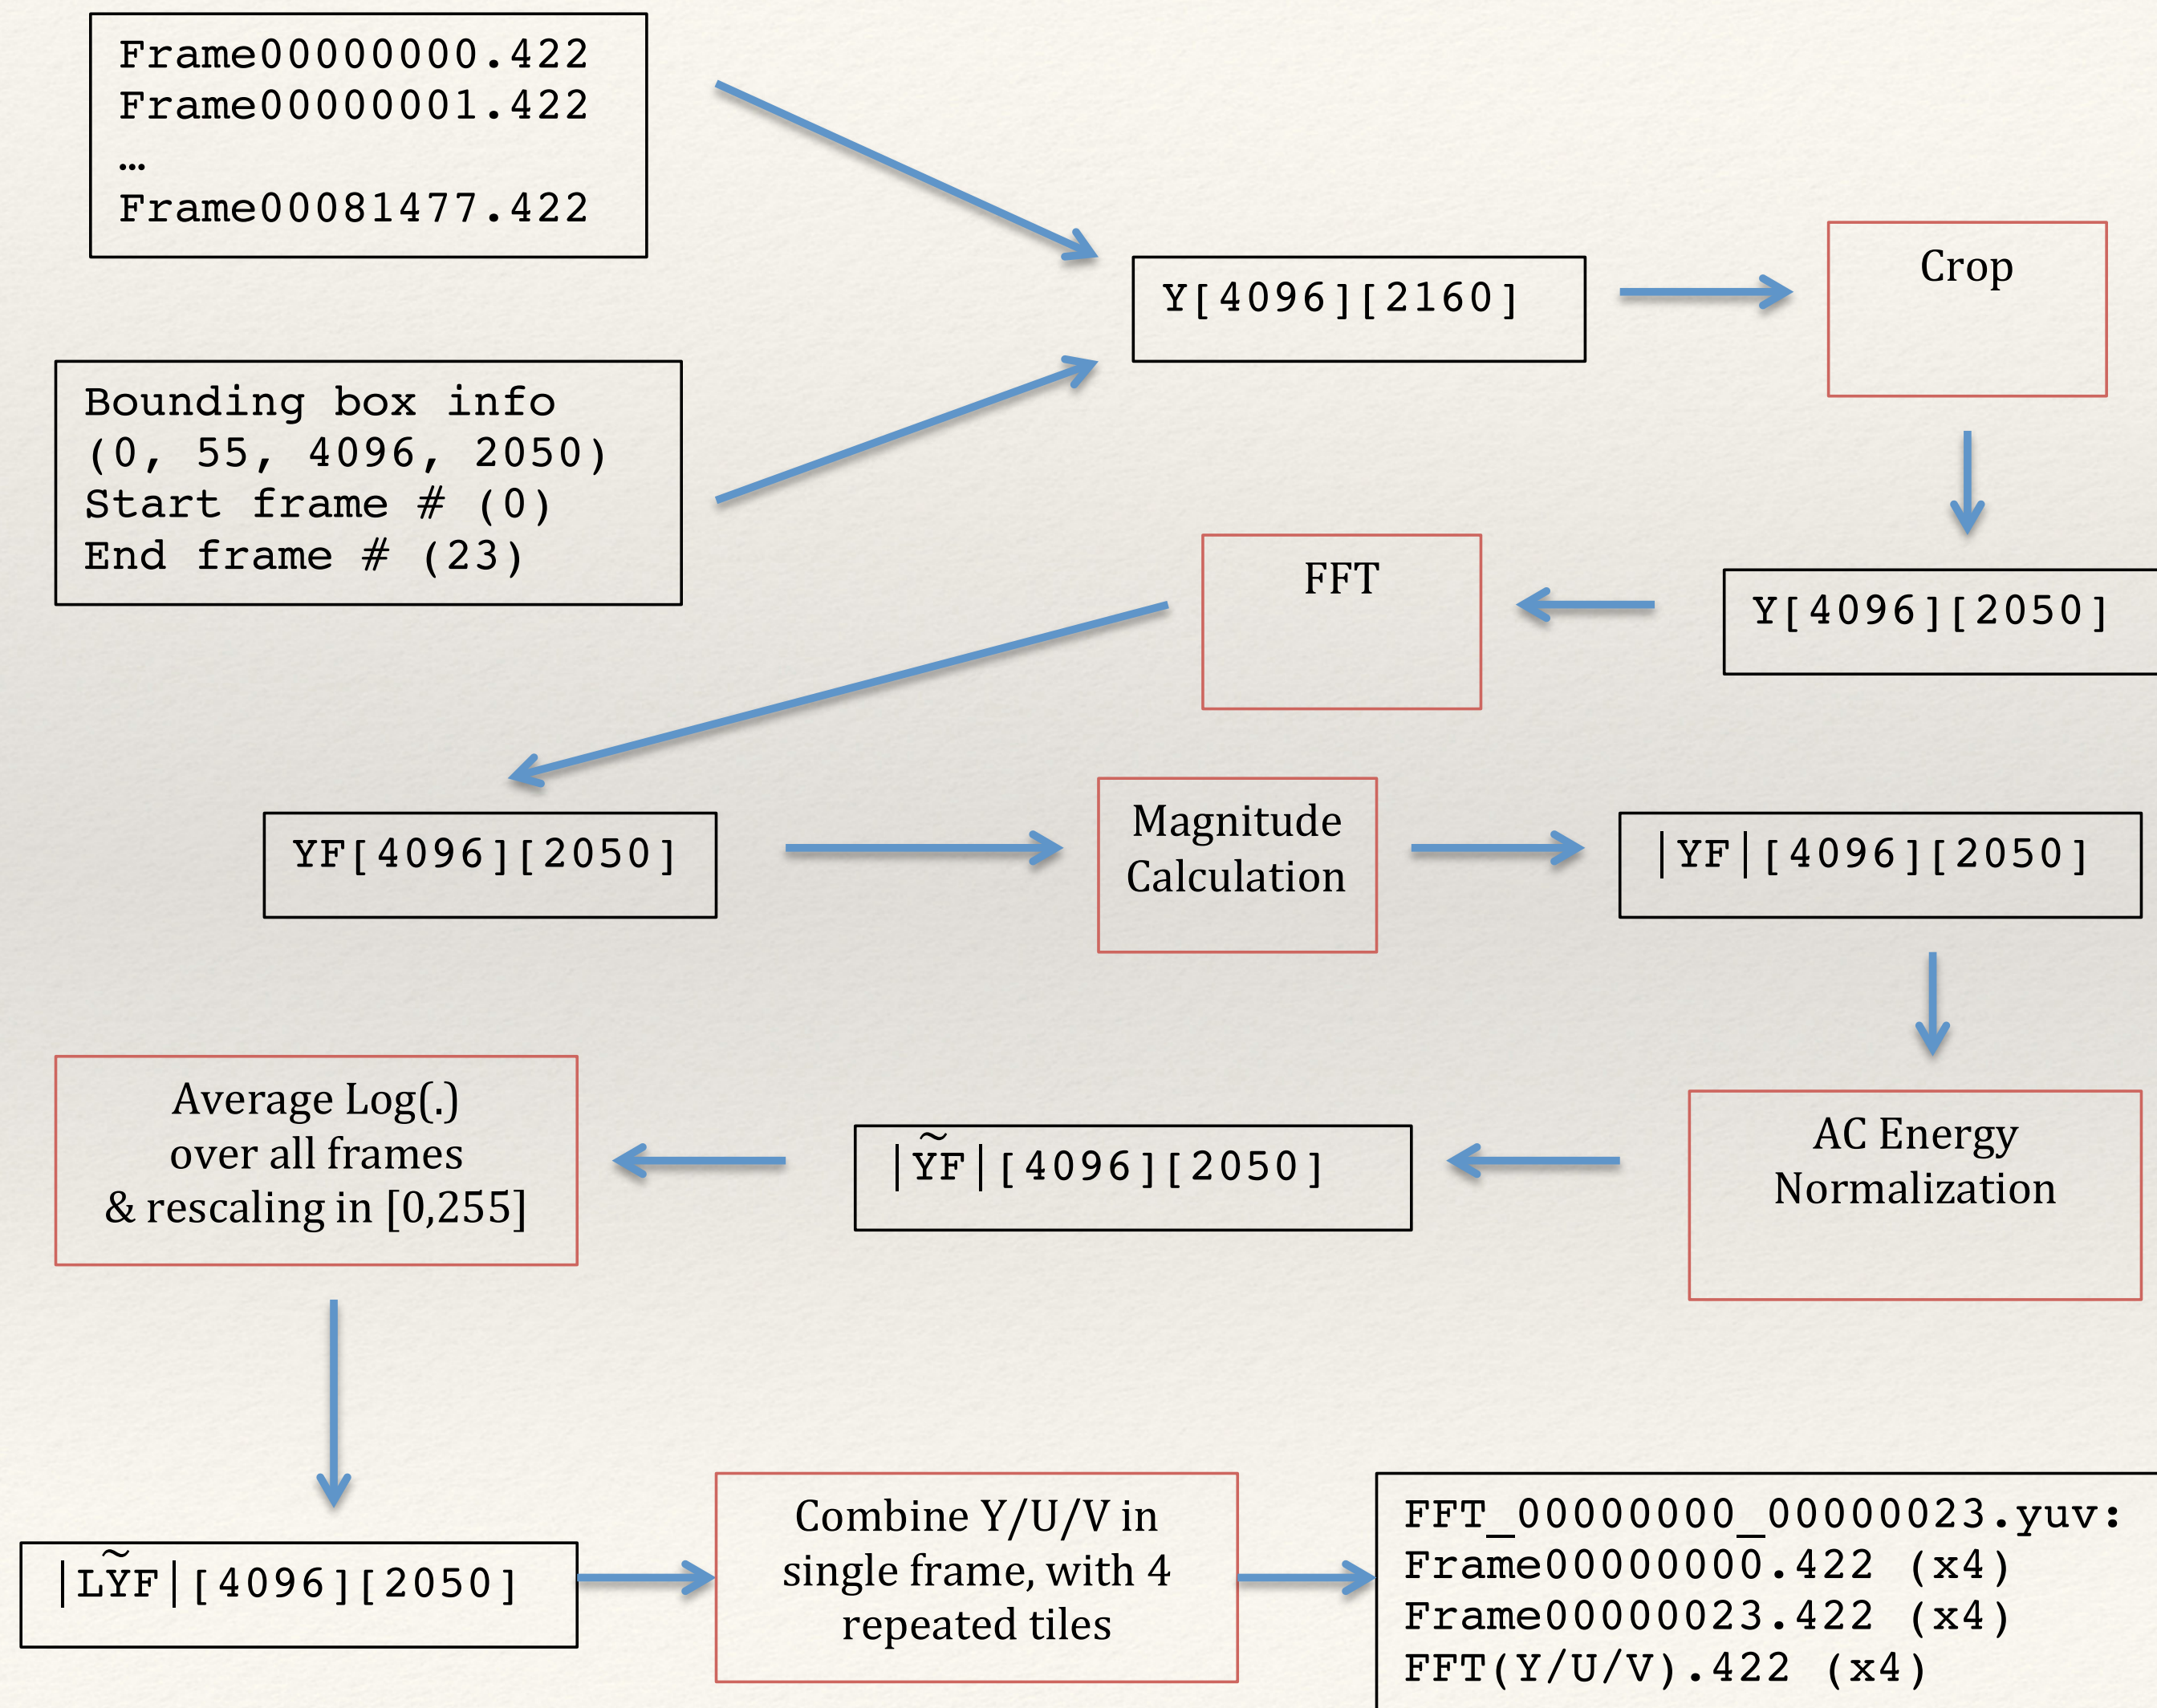 Frame00000000.422
Frame00000001.422
…
Frame00081477.422
Y[4096][2160]
Crop
Bounding box info
(0, 55, 4096, 2050)
Start frame # (0)
End frame # (23)
FFT
Y[4096][2050]
YF[4096][2050]
Magnitude
Calculation
|YF|[4096][2050]
Average Log(.)
over all frames
& rescaling in [0,255]
|ỸF|[4096][2050]
AC Energy
Normalization
|LỸF|[4096][2050]
Combine Y/U/V in
single frame, with 4
repeated tiles
FFT_00000000_00000023.yuv:
Frame00000000.422 (x4)
Frame00000023.422 (x4)
FFT(Y/U/V).422 (x4)